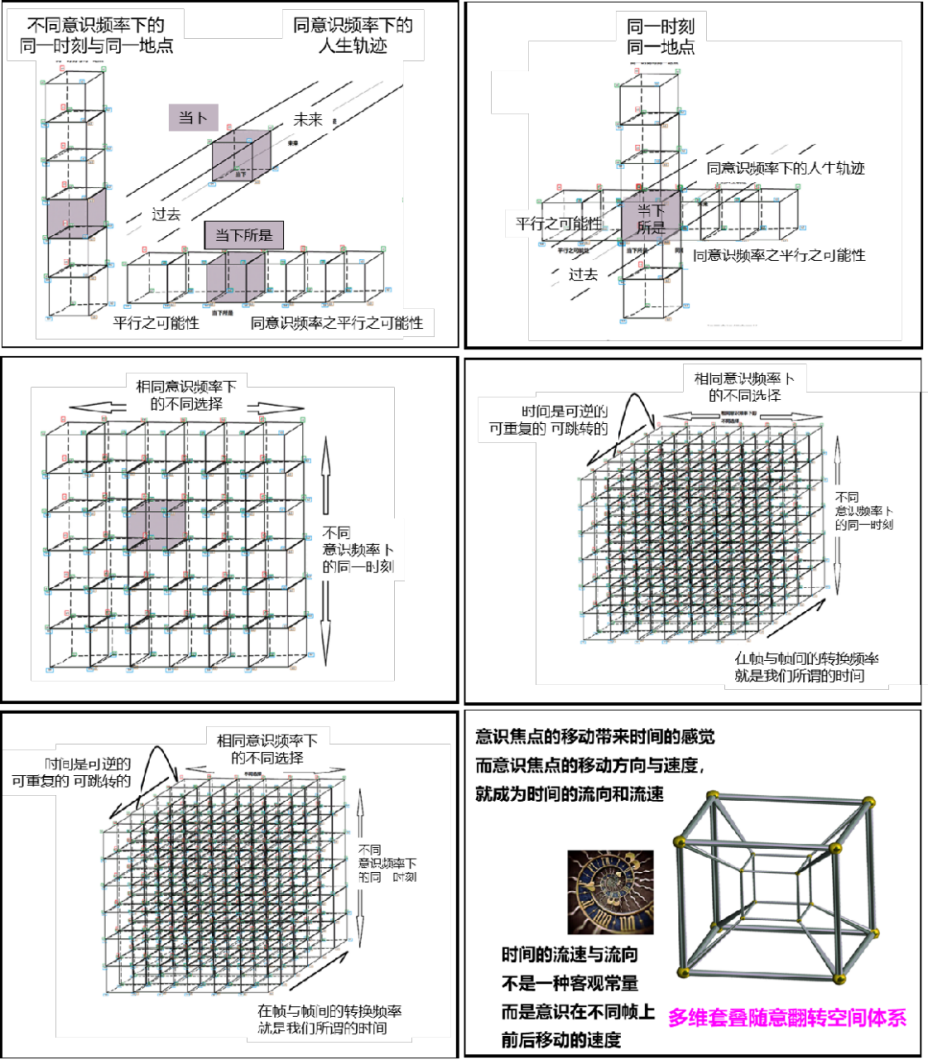 不同意识频率下的
同一时刻与同一地点
同意识频率下的
人生轨迹
当下
未来
过去
当下
当下所是
平行之可能性
当下所是
同意识频率之平行之可能性
同一时刻
同一地点
同意识频率下的人生轨迹
当下
所是
平行之可能性
平行之可能性
当下所是
同意识频率之平行之可能性
过去
相同意识频率下
的不同选择
不同
意识频率下
的同一时刻
相同意识频率下
的不同选择
时间是可逆的
可重复的 可跳转的
不同
意识频率下
的同一时刻
在帧与帧间的转换频率
就是我们所谓的时间
相同意识频率下
的不同选择
时间是可逆的
可重复的 可跳转的
不同
意识频率下
的同一时刻
在帧与帧间的转换频率
就是我们所谓的时间
意识焦点的移动带来时间的感觉
而意识焦点的移动方向与速度，
就成为时间的流向和流速
时间的流速与流向
不是一种客观常量
而是意识在不同帧上
前后移动的速度
多维套叠随意翻转空间体系